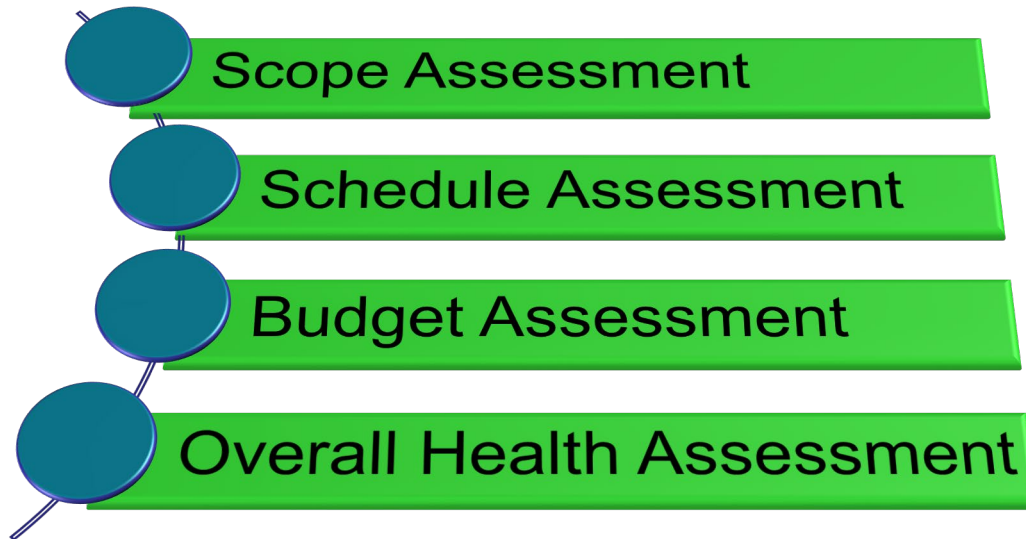 Scope Assessment
Schedule Assessment
Budget Assessment
Overall Health Assessment